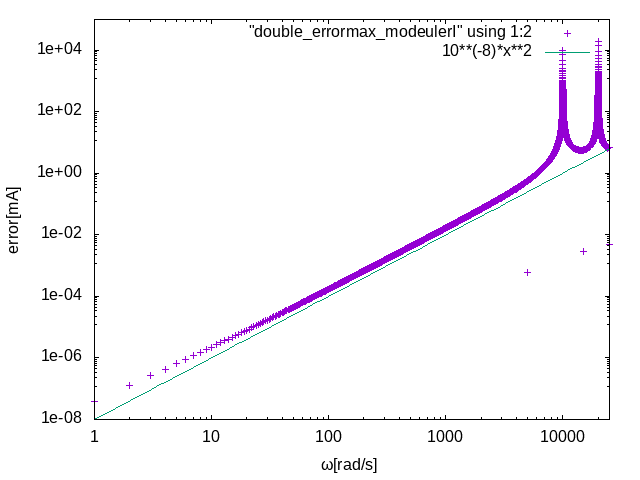 "double_errormax_modeulerI" using 1:2
10**(-8)*x**2
1e+04
1e+02
1e+00
1e-02
1e-04
1e-06
1e-08
error[mA]
1 10 100 1000 10000
ω[rad/s]